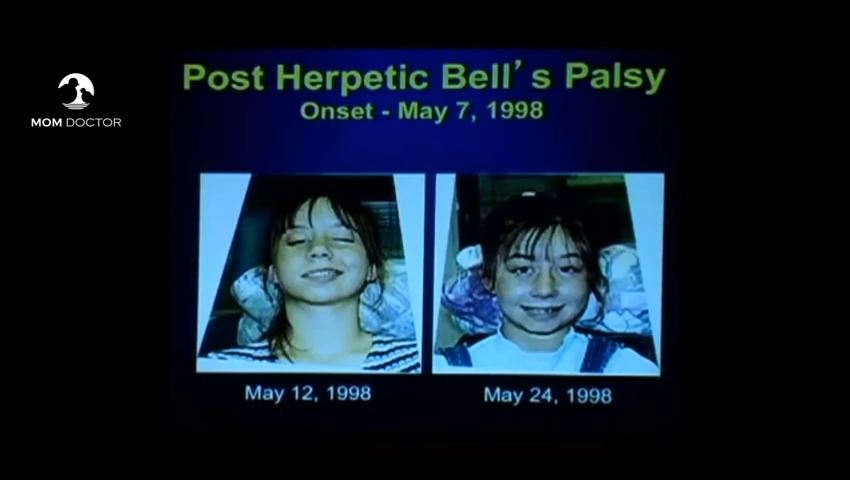 Post Herpetic Bell's Palsy
Onset - May 7, 1998
MOM DOCTOR
May 12, 1998
May 24, 1998